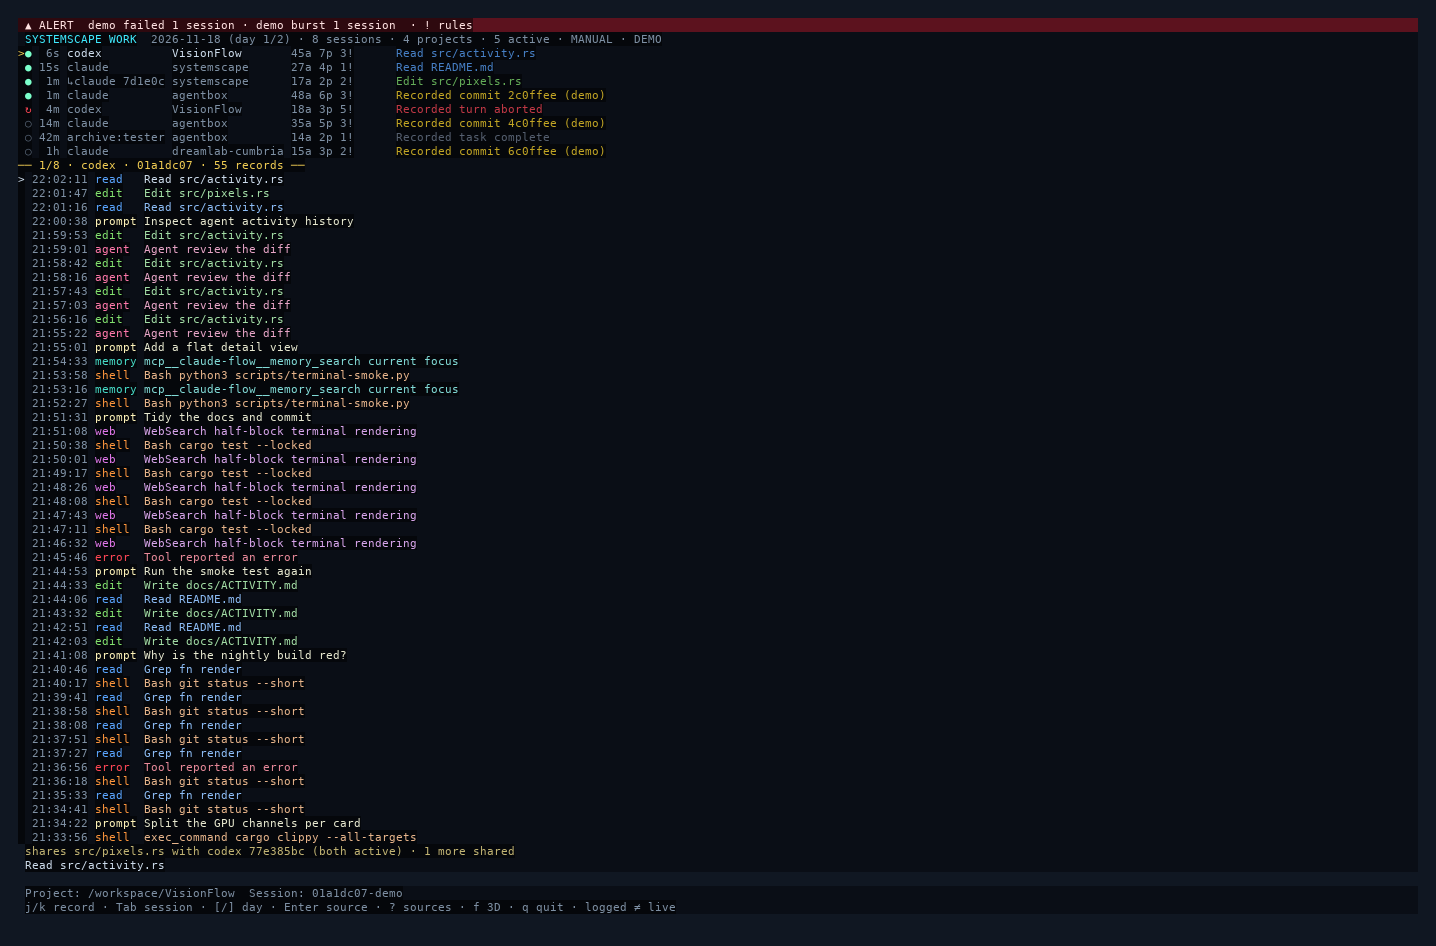 ▲ ALERT  demo failed 1 session · demo burst 1 session  · ! rules
SYSTEMSCAPE WORK  2026-11-18 (day 1/2) · 8 sessions · 4 projects · 5 active · MANUAL · DEMO
>●  6s codex          VisionFlow       45a 7p 3!      Read src/activity.rs
● 15s claude         systemscape      27a 4p 1!      Read README.md
●  1m ↳claude 7d1e0c systemscape      17a 2p 2!      Edit src/pixels.rs
●  1m claude         agentbox         48a 6p 3!      Recorded commit 2c0ffee (demo)
↻  4m codex          VisionFlow       18a 3p 5!      Recorded turn aborted
○ 14m claude         agentbox         35a 5p 3!      Recorded commit 4c0ffee (demo)
○ 42m archive:tester agentbox         14a 2p 1!      Recorded task complete
○  1h claude         dreamlab-cumbria 15a 3p 2!      Recorded commit 6c0ffee (demo)
── 1/8 · codex · 01a1dc07 · 55 records ──
> 22:02:11 read   Read src/activity.rs
22:01:47 edit   Edit src/pixels.rs
22:01:16 read   Read src/activity.rs
22:00:38 prompt Inspect agent activity history
21:59:53 edit   Edit src/activity.rs
21:59:01 agent  Agent review the diff
21:58:42 edit   Edit src/activity.rs
21:58:16 agent  Agent review the diff
21:57:43 edit   Edit src/activity.rs
21:57:03 agent  Agent review the diff
21:56:16 edit   Edit src/activity.rs
21:55:22 agent  Agent review the diff
21:55:01 prompt Add a flat detail view
21:54:33 memory mcp__claude-flow__memory_search current focus
21:53:58 shell  Bash python3 scripts/terminal-smoke.py
21:53:16 memory mcp__claude-flow__memory_search current focus
21:52:27 shell  Bash python3 scripts/terminal-smoke.py
21:51:31 prompt Tidy the docs and commit
21:51:08 web    WebSearch half-block terminal rendering
21:50:38 shell  Bash cargo test --locked
21:50:01 web    WebSearch half-block terminal rendering
21:49:17 shell  Bash cargo test --locked
21:48:26 web    WebSearch half-block terminal rendering
21:48:08 shell  Bash cargo test --locked
21:47:43 web    WebSearch half-block terminal rendering
21:47:11 shell  Bash cargo test --locked
21:46:32 web    WebSearch half-block terminal rendering
21:45:46 error  Tool reported an error
21:44:53 prompt Run the smoke test again
21:44:33 edit   Write docs/ACTIVITY.md
21:44:06 read   Read README.md
21:43:32 edit   Write docs/ACTIVITY.md
21:42:51 read   Read README.md
21:42:03 edit   Write docs/ACTIVITY.md
21:41:08 prompt Why is the nightly build red?
21:40:46 read   Grep fn render
21:40:17 shell  Bash git status --short
21:39:41 read   Grep fn render
21:38:58 shell  Bash git status --short
21:38:08 read   Grep fn render
21:37:51 shell  Bash git status --short
21:37:27 read   Grep fn render
21:36:56 error  Tool reported an error
21:36:18 shell  Bash git status --short
21:35:33 read   Grep fn render
21:34:41 shell  Bash git status --short
21:34:22 prompt Split the GPU channels per card
21:33:56 shell  exec_command cargo clippy --all-targets
shares src/pixels.rs with codex 77e385bc (both active) · 1 more shared
Read src/activity.rs
Project: /workspace/VisionFlow  Session: 01a1dc07-demo
j/k record · Tab session · [/] day · Enter source · ? sources · f 3D · q quit · logged ≠ live